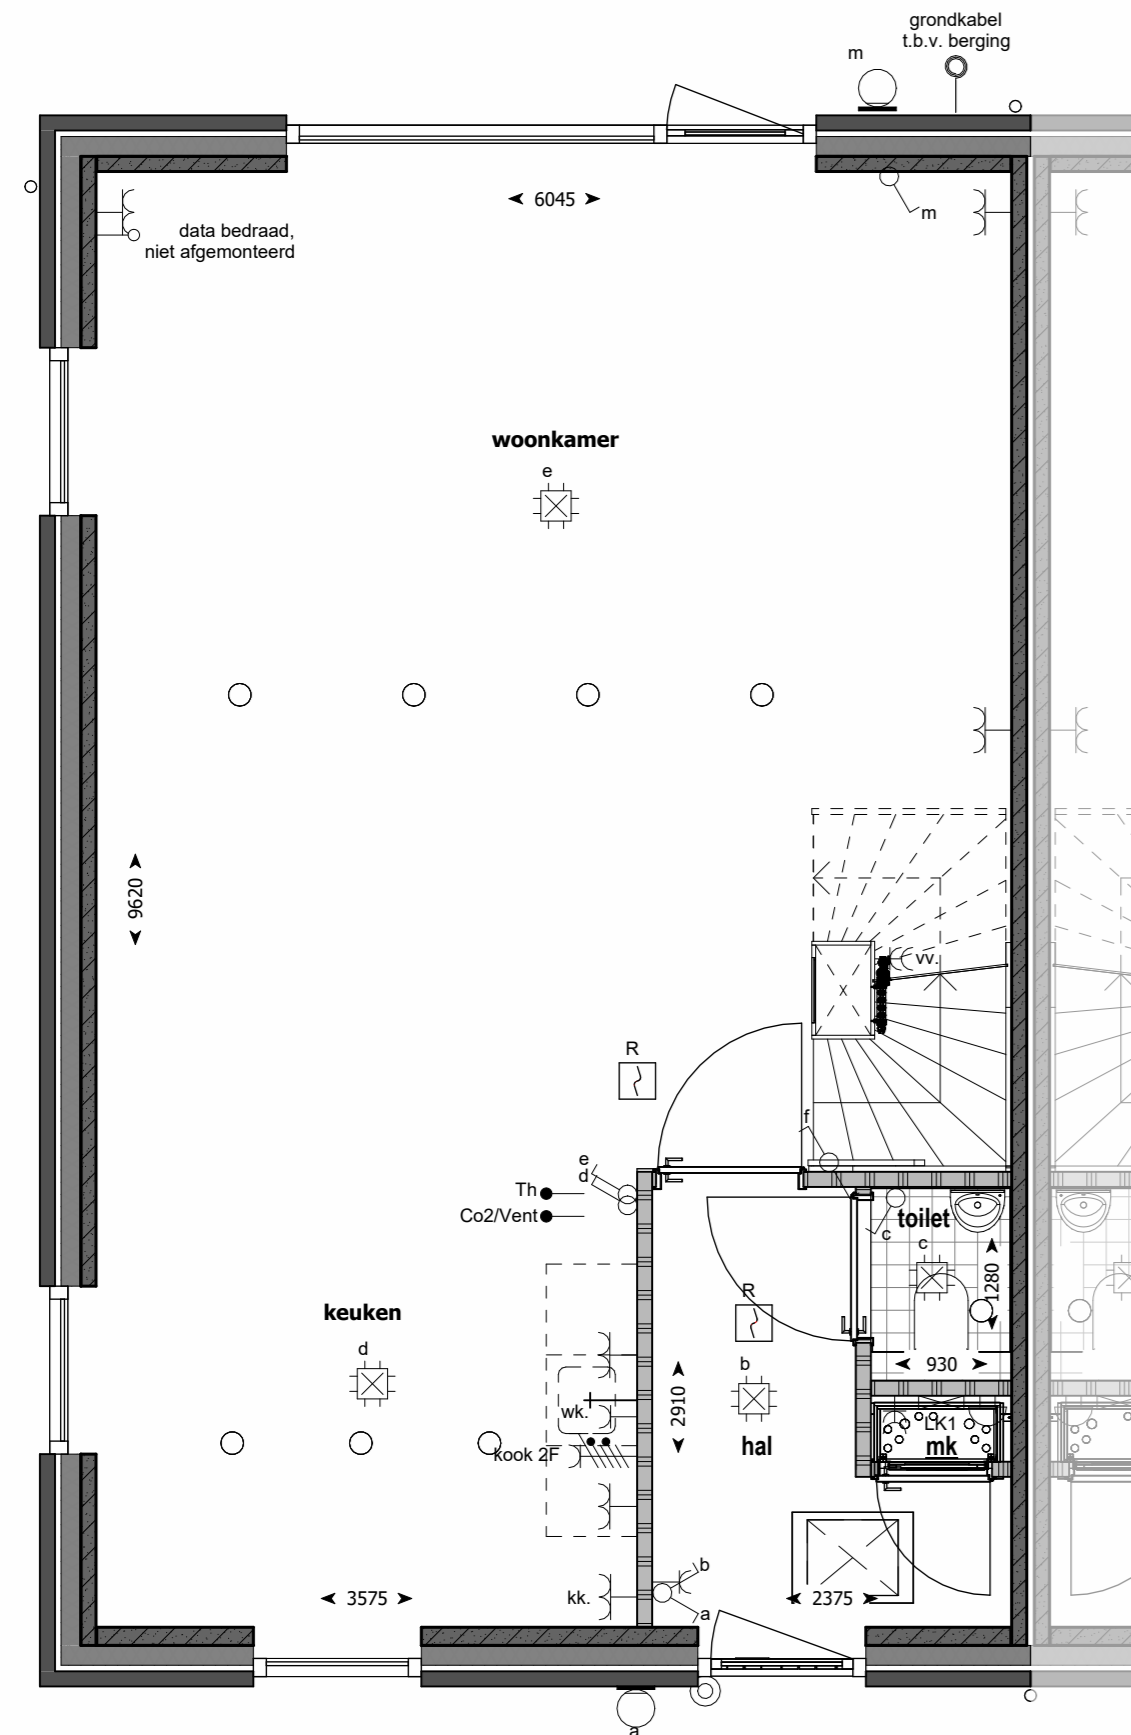 grondkabel
t.b.v. berging
m
6045
m
data bedraad,
niet afgemonteerd
woonkamer
e
9620
vv.
X
R
f
e
d
Th
Co2/Vent
toilet
c
c
1280
R
keuken
d
b
930
2910
wk.
LK1
mk
hal
kook 2F
b
kk.
3575
2375
a
a